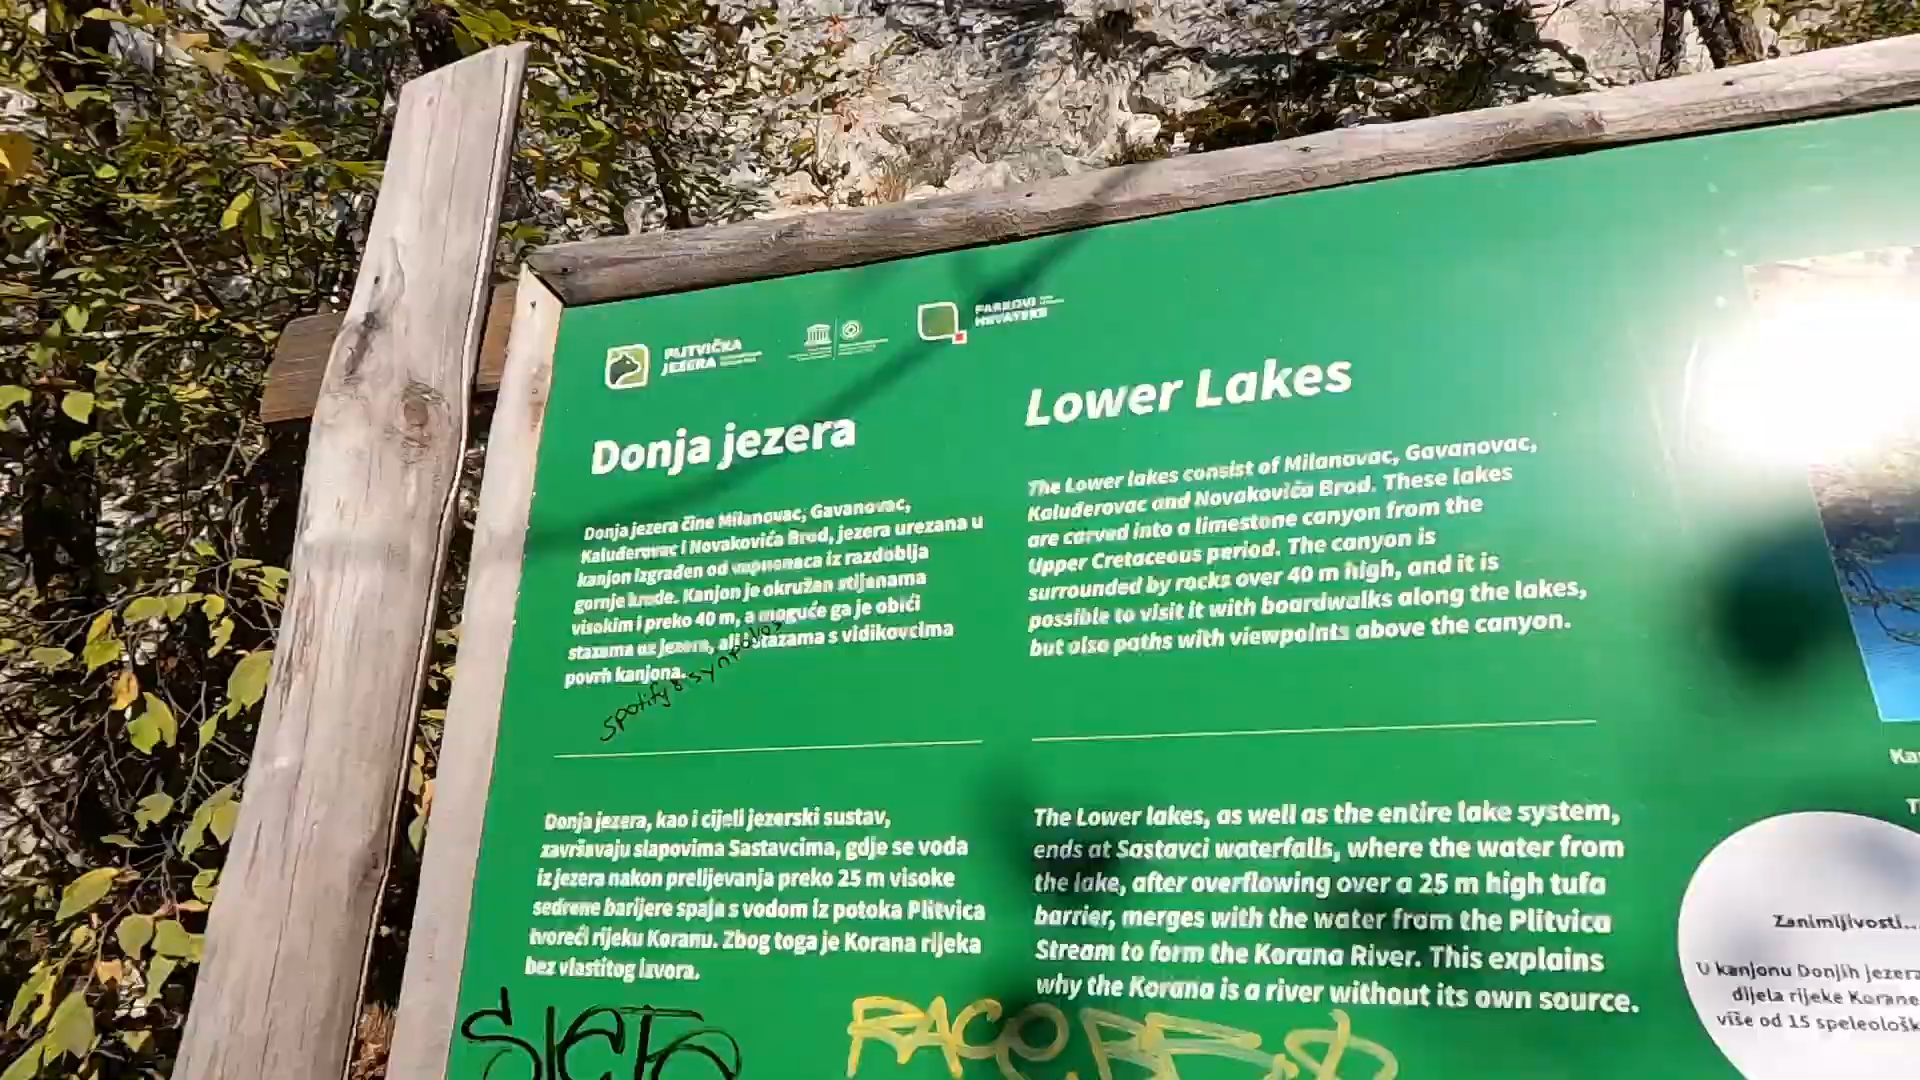 PLITVIČKA
JEZERA
PARKOVI
HRVATSKE
Donja jezera
Donja jezera čine Milanovac, Gavanovac,
Kaluđerovac i Novakovića Brod, jezera urezana u
kanjon izgrađen od vapnenaca iz razdoblja
gornje krede. Kanjon je okružen stijenama
visokim i preko 40 m, a moguće ga je obići
stazama uz jezera, ali i stazama s vidikovcima
povrh kanjona.
spotify:
Donja jezera, kao i cijeli jezerski sustav,
završavaju slapovima Sastavcima, gdje se voda
iz jezera nakon prelijevanja preko 25 m visoke
sedrene barijere spaja s vodom iz potoka Plitvica
tvoreći rijeku Koranu. Zbog toga je Korana rijeka
bez vlastitog izvora.
Lower Lakes
The Lower lakes consist of Milanovac, Gavanovac,
Kaluđerovac and Novakovića Brod. These lakes
are carved into a limestone canyon from the
Upper Cretaceous period. The canyon is
surrounded by rocks over 40 m high, and it is
possible to visit it with boardwalks along the lakes,
but also paths with viewpoints above the canyon.
The Lower lakes, as well as the entire lake system,
ends at Sastavci waterfalls, where the water from
the lake, after overflowing over a 25 m high tufa
barrier, merges with the water from the Plitvica
Stream to form the Korana River. This explains
why the Korana is a river without its own source.
Zanimljivosti...
U kanjonu Donjih jezera
dijela rijeke Korane
više od 15 speleološk